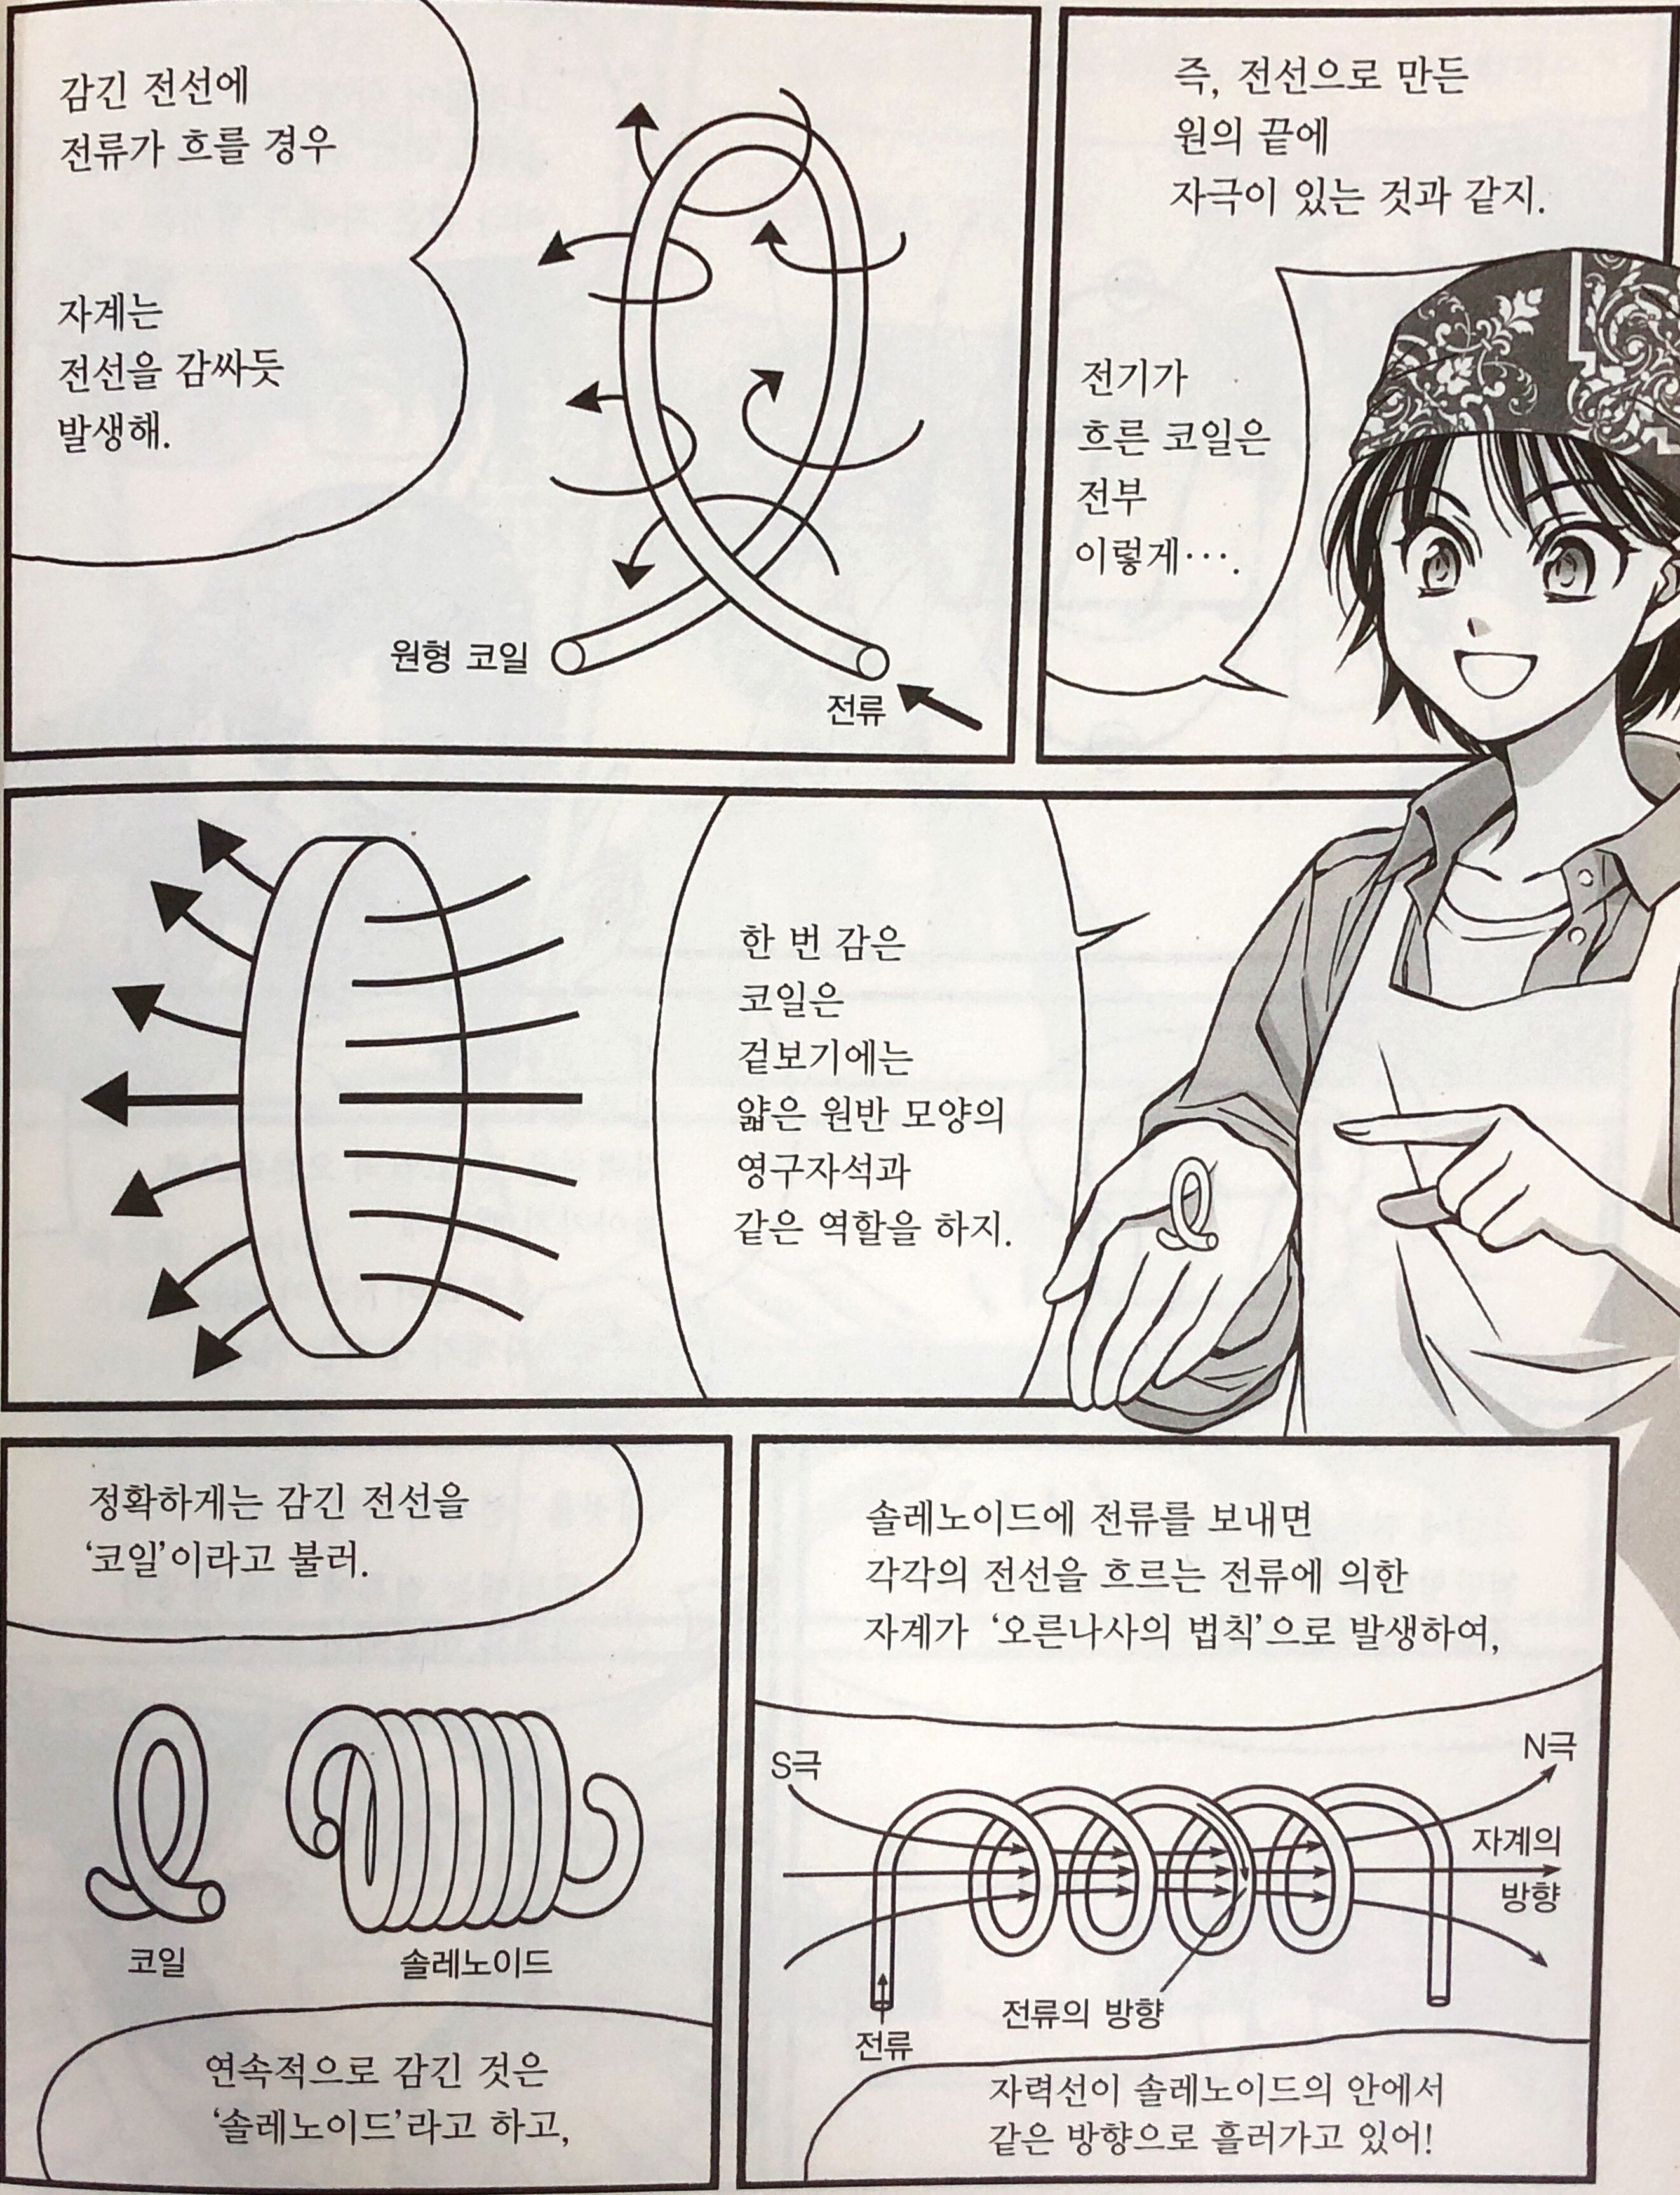 감긴 전선에
전류가 흐를 경우
자계는
전선을 감싸듯
발생해.
원형 코일
전류
즉, 전선으로 만든
원의 끝에
자극이 있는 것과 같지.
전기가
흐른 코일은
전부
이렇게….
한 번 감은
코일은
겉보기에는
얇은 원반 모양의
영구자석과
같은 역할을 하지.
정확하게는 감긴 전선을
‘코일’이라고 불러.
코일
솔레노이드
연속적으로 감긴 것은
‘솔레노이드’라고 하고,
솔레노이드에 전류를 보내면
각각의 전선을 흐르는 전류에 의한
자계가 ‘오른나사의 법칙’으로 발생하여,
S극
N극
자계의
방향
전류의 방향
전류
자력선이 솔레노이드의 안에서
같은 방향으로 흘러가고 있어!